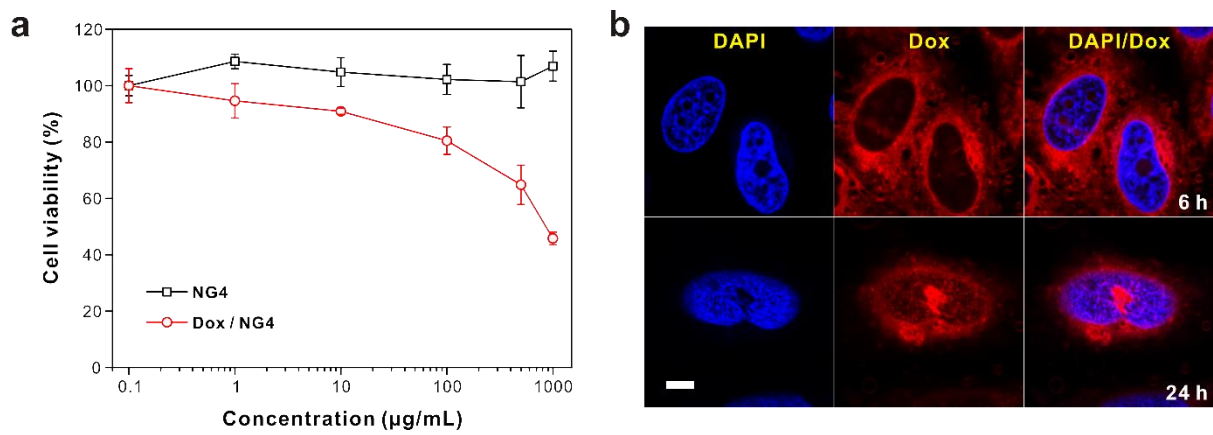 a
120
100
80
60
40
20
0
Cell viability (%)
NG4
Dox / NG4
0.1 1 10 100 1000
Concentration (µg/mL)
b
DAPI Dox DAPI/Dox
6 h
24 h